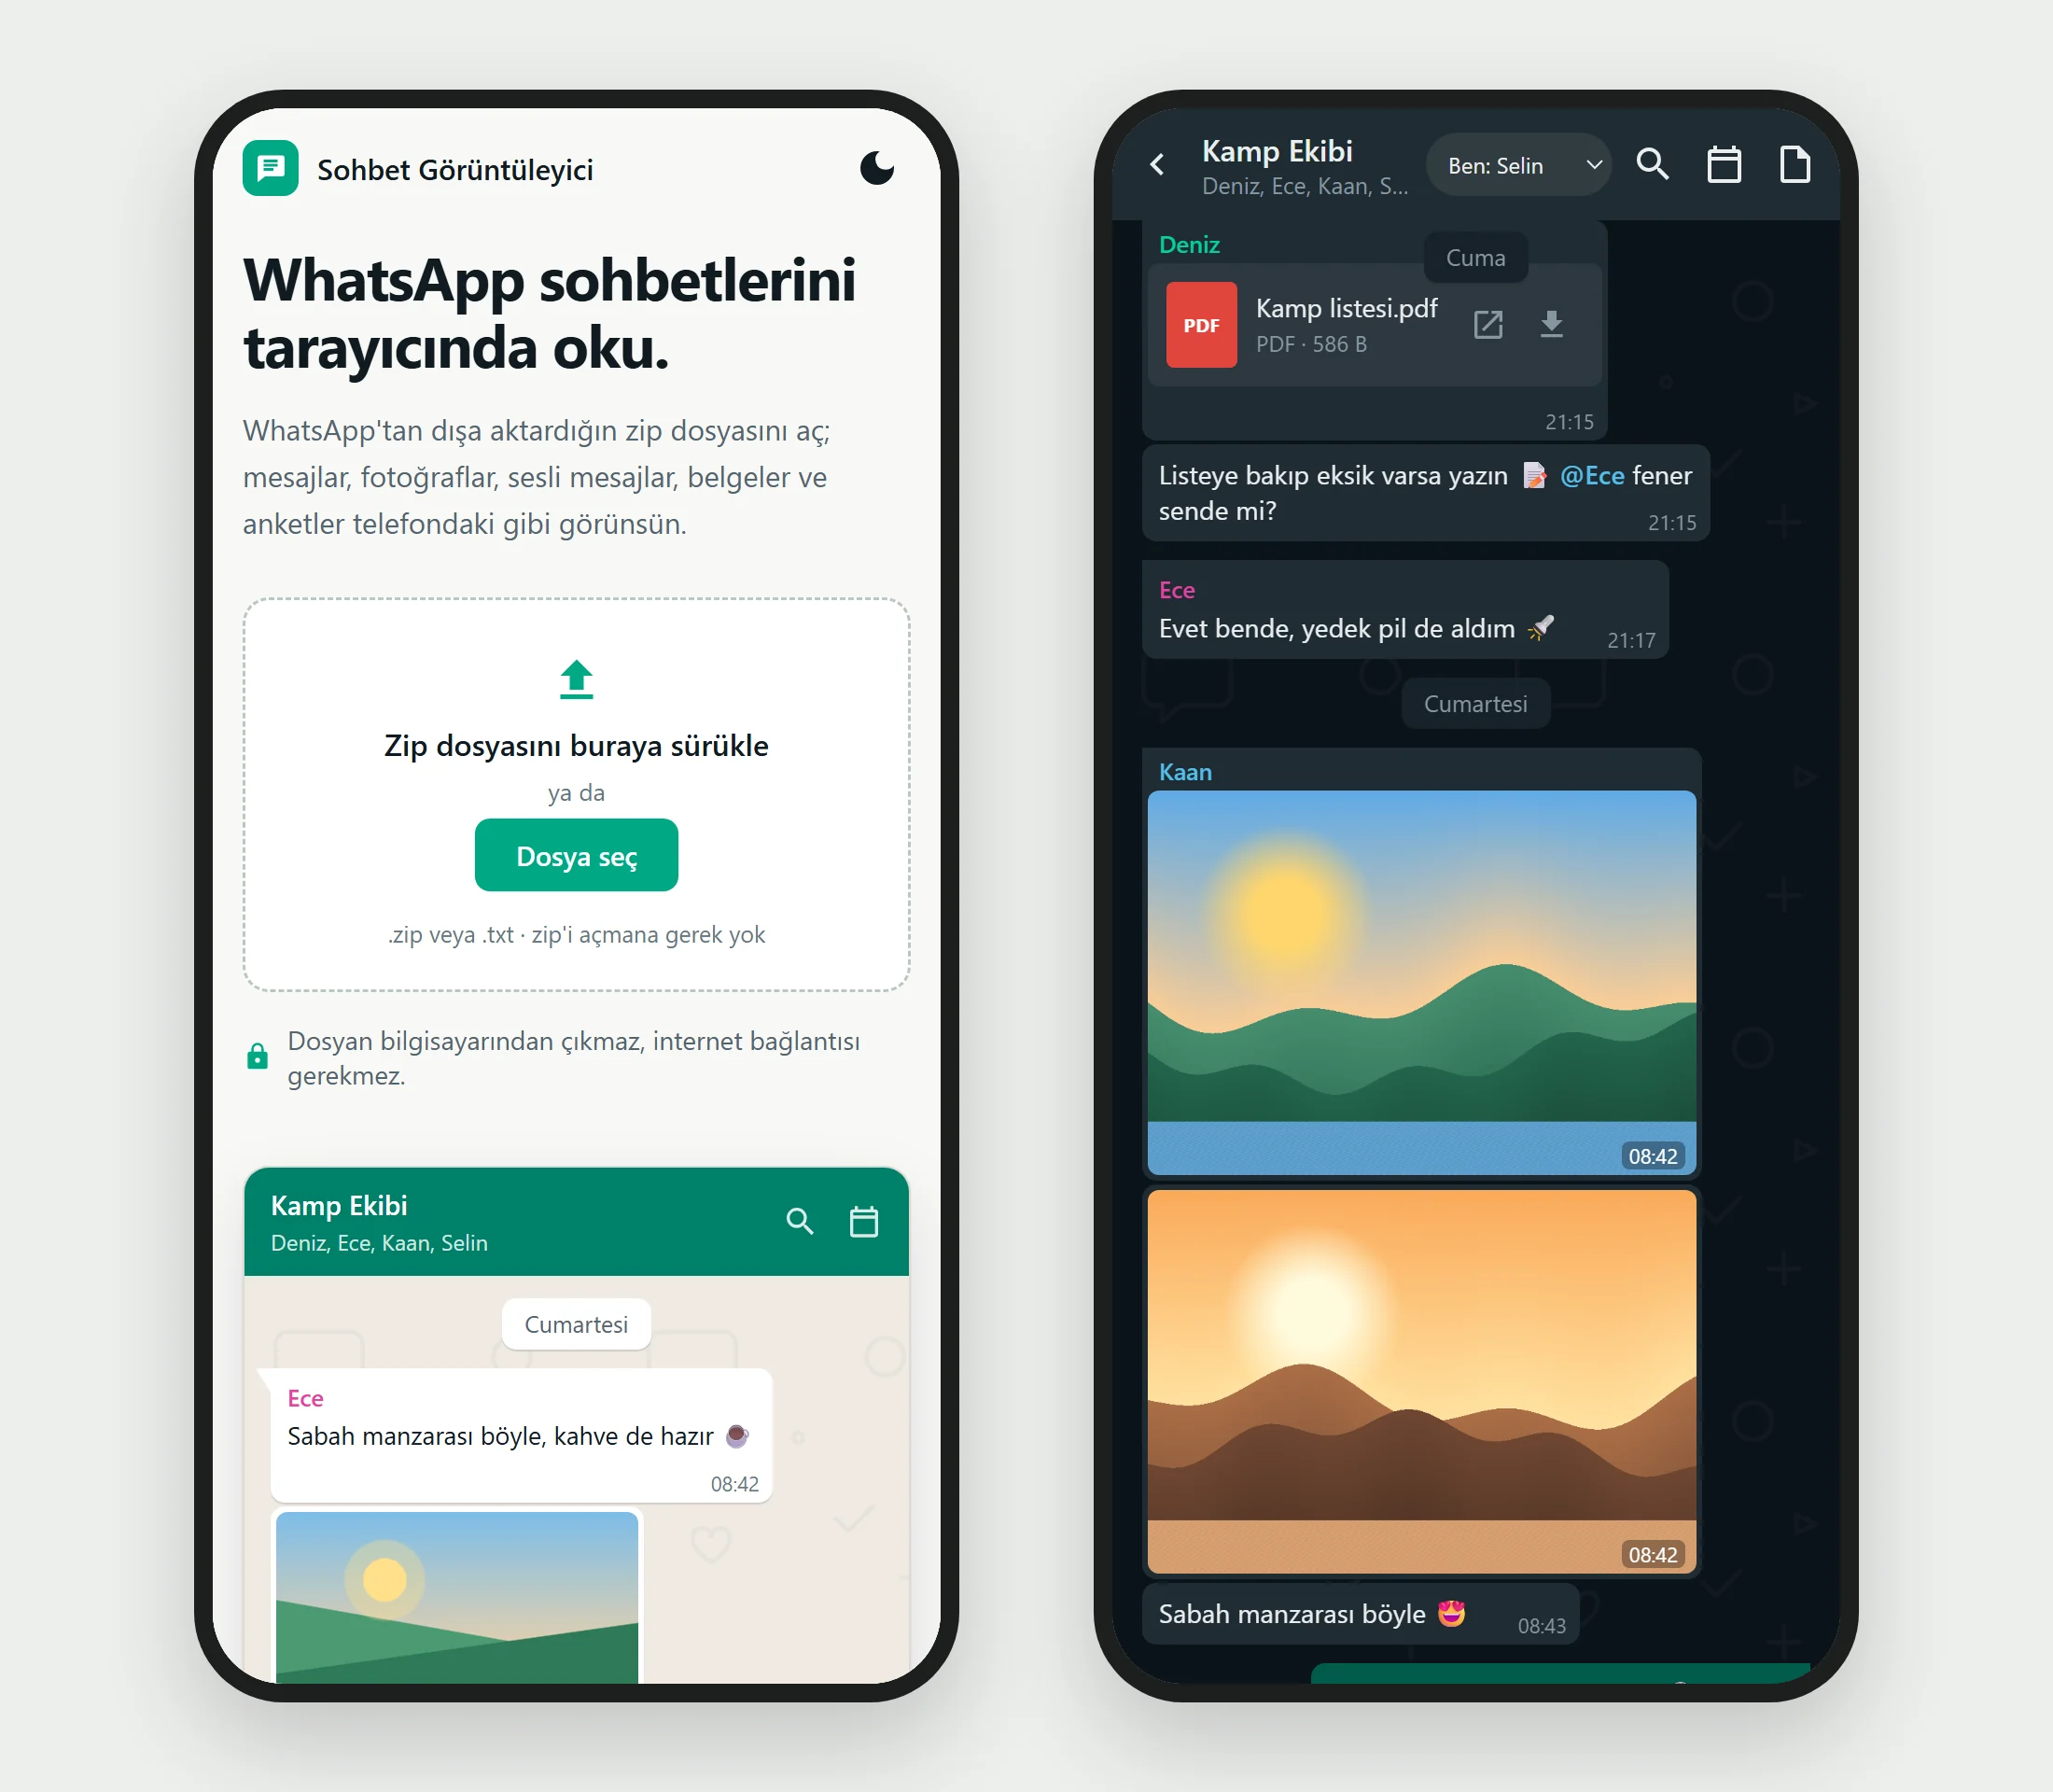 Sohbet Görüntüleyici
WhatsApp sohbetlerini
tarayıcında oku.
WhatsApp'tan dışa aktardığın zip dosyasını aç;
mesajlar, fotoğraflar, sesli mesajlar, belgeler ve
anketler telefondaki gibi görünsün.
Zip dosyasını buraya sürükle
ya da
Dosya seç
.zip veya .txt · zip'i açmana gerek yok
Dosyan bilgisayarından çıkmaz, internet bağlantısı
gerekmez.
Kamp Ekibi
Deniz, Ece, Kaan, Selin
Cumartesi
Ece
Sabah manzarası böyle, kahve de hazır ☕
08:42
Kamp Ekibi
Deniz, Ece, Kaan, S...
Ben: Selin
Deniz
Cuma
PDF
Kamp listesi.pdf
PDF · 586 B
21:15
Listeye bakıp eksik varsa yazın 📝 @Ece fener
sende mi?
21:15
Ece
Evet bende, yedek pil de aldım 🔦
21:17
Cumartesi
Kaan
08:42
08:42
Sabah manzarası böyle 😍
08:43